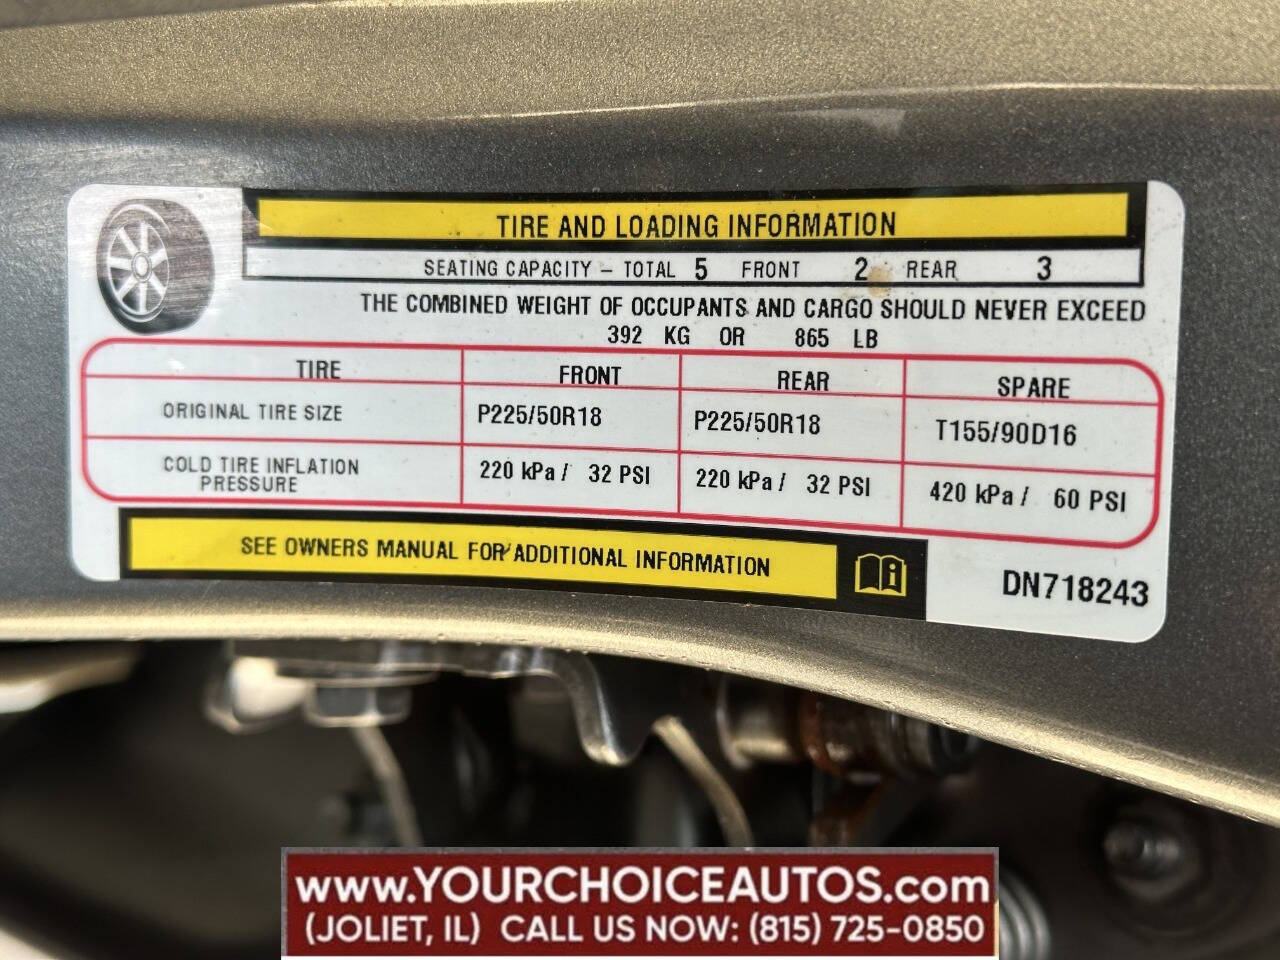 TIRE AND LOADING INFORMATION
SEATING CAPACITY – TOTAL 5 FRONT 2 REAR 3
THE COMBINED WEIGHT OF OCCUPANTS AND CARGO SHOULD NEVER EXCEED
392 KG OR 865 LB
TIRE FRONT REAR SPARE
ORIGINAL TIRE SIZE P225/50R18 P225/50R18 T155/90D16
COLD TIRE INFLATION PRESSURE 220 kPa / 32 PSI 220 kPa / 32 PSI 420 kPa / 60 PSI
SEE OWNERS MANUAL FOR ADDITIONAL INFORMATION
DN718243
www.YOURCHOICEAUTOS.com
(JOLIET, IL) CALL US NOW: (815) 725-0850